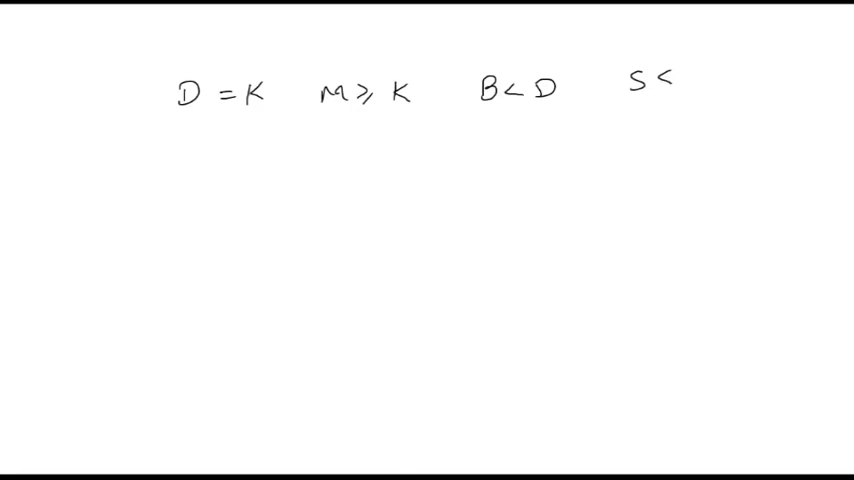 D = K M ≥ K B < D S <